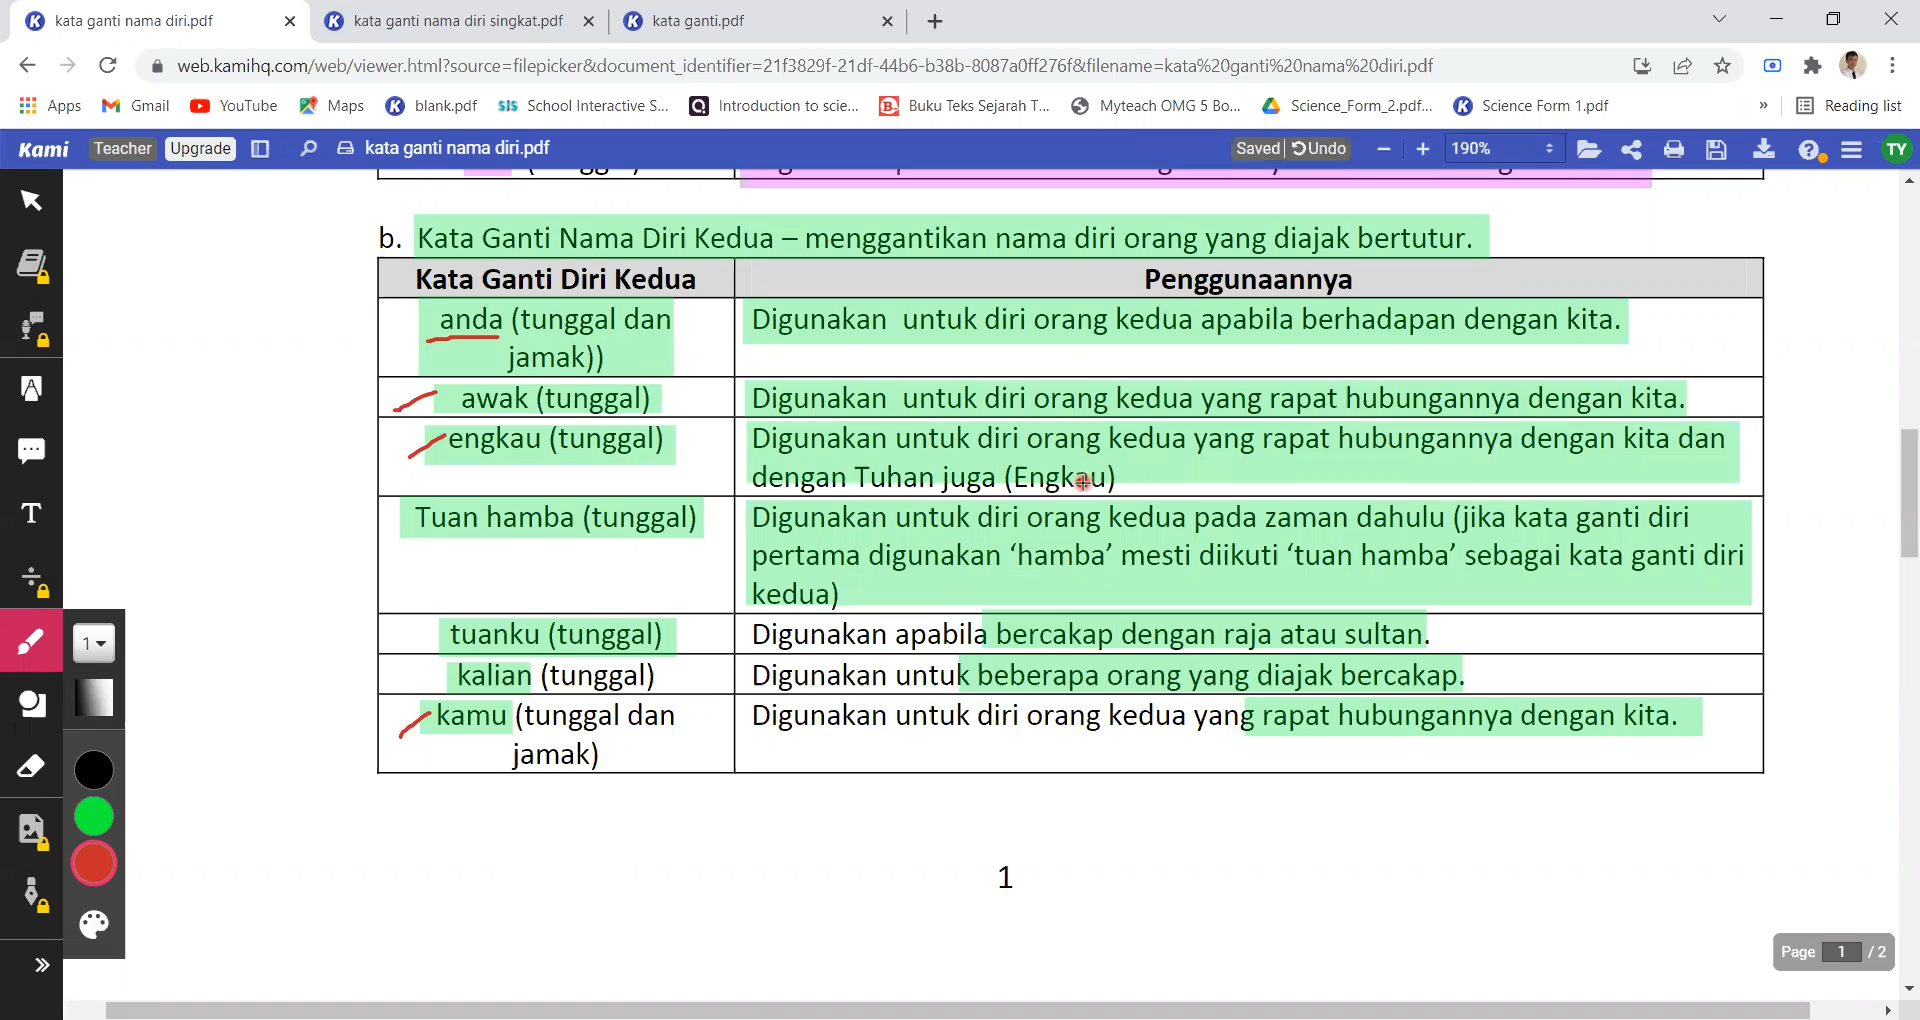 kata ganti nama diri.pdf
kata ganti nama diri singkat.pdf
kata ganti.pdf
web.kamihq.com/web/viewer.html?source=filepicker&document_identifier=21f3829f-21df-44b6-b38b-8087a0ff276f&filename=kata%20ganti%20nama%20diri.pdf
Apps
Gmail
YouTube
Maps
blank.pdf
SIS School Interactive S...
Introduction to scie...
Buku Teks Sejarah T...
Myteach OMG 5 Bo...
Science_Form_2.pdf...
Science Form 1.pdf
»
Reading list
Kami
Teacher
Upgrade
kata ganti nama diri.pdf
Saved
Undo
190%
TY
b. Kata Ganti Nama Diri Kedua – menggantikan nama diri orang yang diajak bertutur.
Kata Ganti Diri Kedua
Penggunaannya
anda (tunggal dan
jamak))
Digunakan untuk diri orang kedua apabila berhadapan dengan kita.
awak (tunggal)
Digunakan untuk diri orang kedua yang rapat hubungannya dengan kita.
engkau (tunggal)
Digunakan untuk diri orang kedua yang rapat hubungannya dengan kita dan
dengan Tuhan juga (Engkau)
Tuan hamba (tunggal)
Digunakan untuk diri orang kedua pada zaman dahulu (jika kata ganti diri
pertama digunakan ‘hamba’ mesti diikuti ‘tuan hamba’ sebagai kata ganti diri
kedua)
tuanku (tunggal)
Digunakan apabila bercakap dengan raja atau sultan.
kalian (tunggal)
Digunakan untuk beberapa orang yang diajak bercakap.
kamu (tunggal dan
jamak)
Digunakan untuk diri orang kedua yang rapat hubungannya dengan kita.
1
1
Page 1 / 2